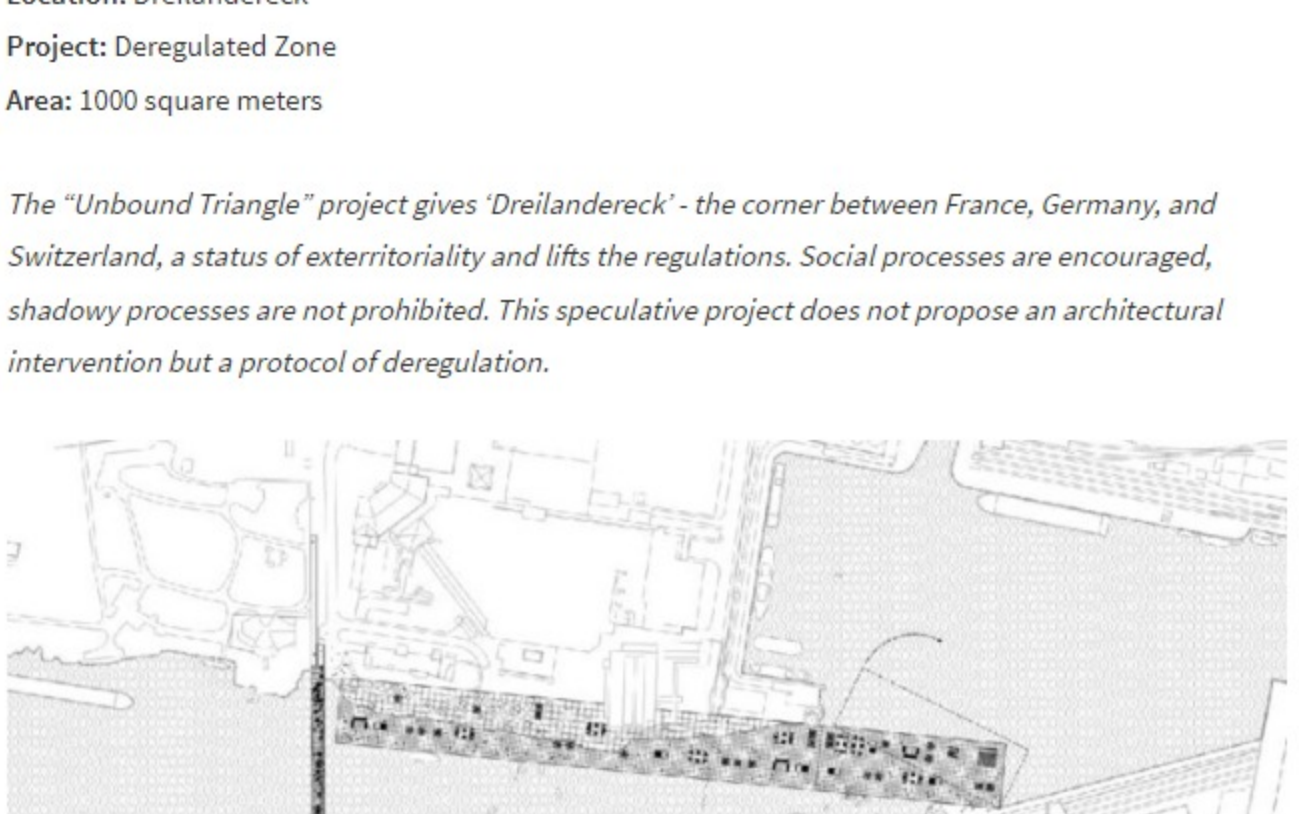 Location: Dreilandereck
Project: Deregulated Zone
Area: 1000 square meters
The “Unbound Triangle” project gives ‘Dreilandereck’ - the corner between France, Germany, and
Switzerland, a status of exterritoriality and lifts the regulations. Social processes are encouraged,
shadowy processes are not prohibited. This speculative project does not propose an architectural
intervention but a protocol of deregulation.